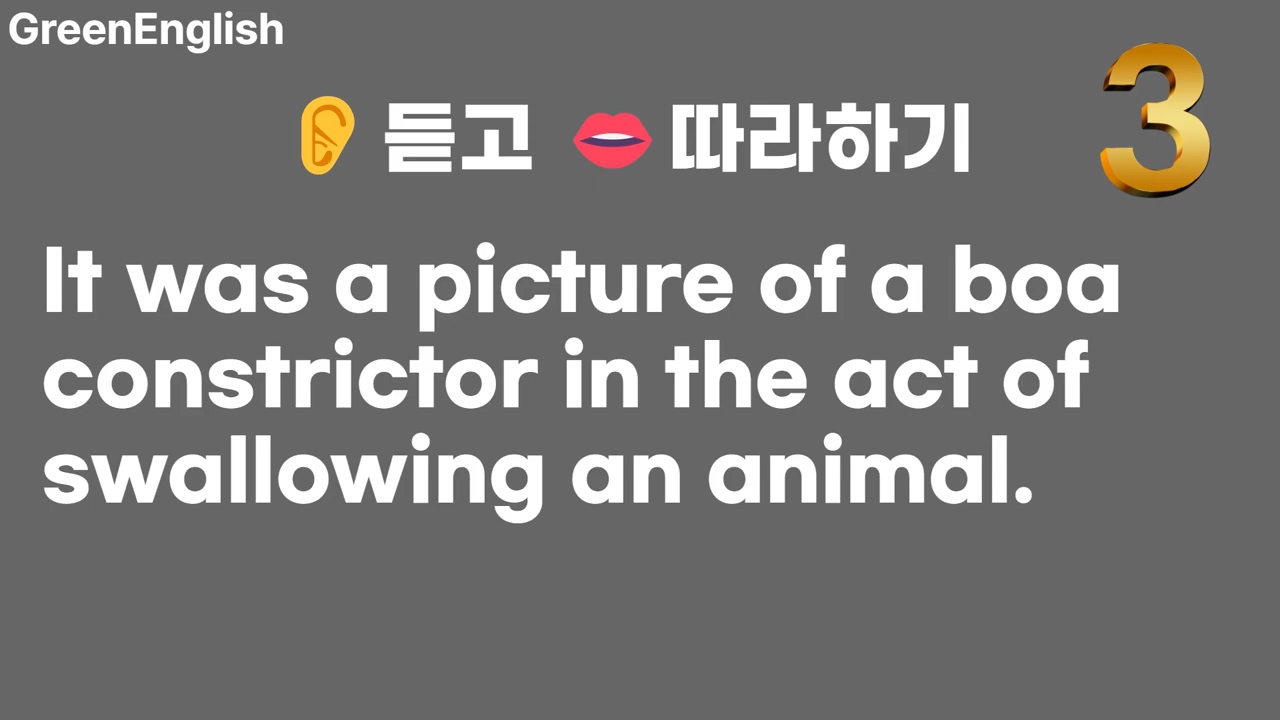 GreenEnglish
듣고 따라하기
3
It was a picture of a boa
constrictor in the act of
swallowing an animal.